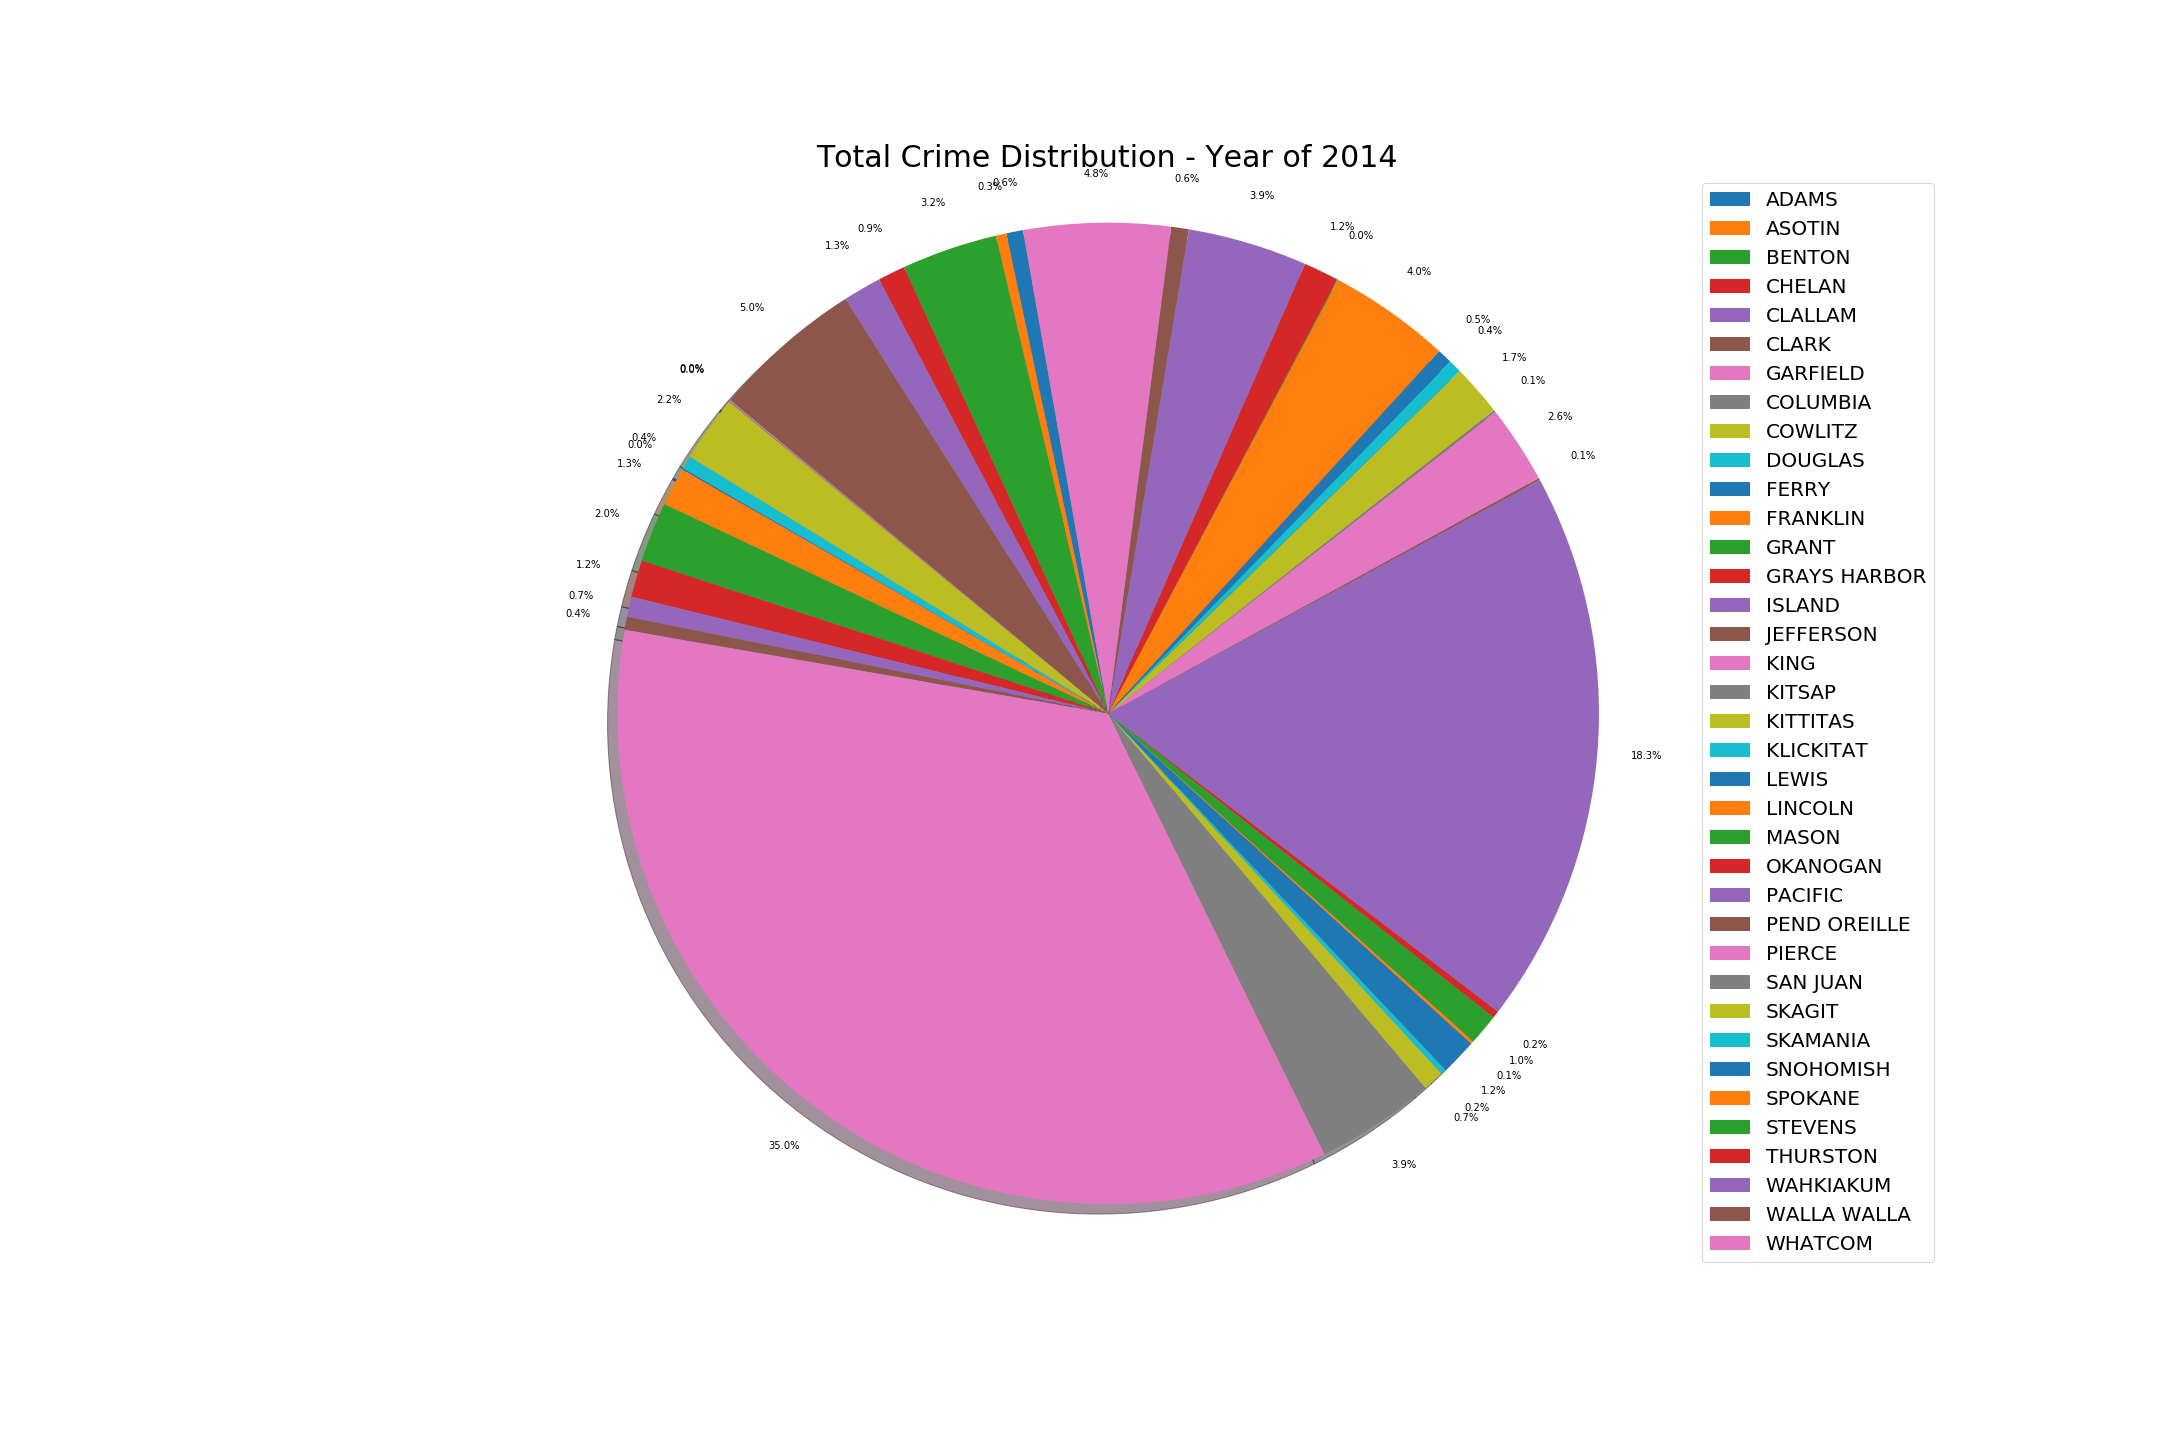 Total Crime Distribution - Year of 2014
4.8%
0.6%
0.3%
0.6%
3.9%
3.2%
1.2%
0.0%
0.9%
1.3%
4.0%
5.0%
0.5%
0.4%
1.7%
0.0%
0.0%
0.1%
2.2%
2.6%
0.4%
0.0%
0.1%
1.3%
2.0%
1.2%
0.7%
0.4%
18.3%
0.2%
1.0%
0.1%
1.2%
0.2%
0.7%
35.0%
3.9%
ADAMS
ASOTIN
BENTON
CHELAN
CLALLAM
CLARK
GARFIELD
COLUMBIA
COWLITZ
DOUGLAS
FERRY
FRANKLIN
GRANT
GRAYS HARBOR
ISLAND
JEFFERSON
KING
KITSAP
KITTITAS
KLICKITAT
LEWIS
LINCOLN
MASON
OKANOGAN
PACIFIC
PEND OREILLE
PIERCE
SAN JUAN
SKAGIT
SKAMANIA
SNOHOMISH
SPOKANE
STEVENS
THURSTON
WAHKIAKUM
WALLA WALLA
WHATCOM